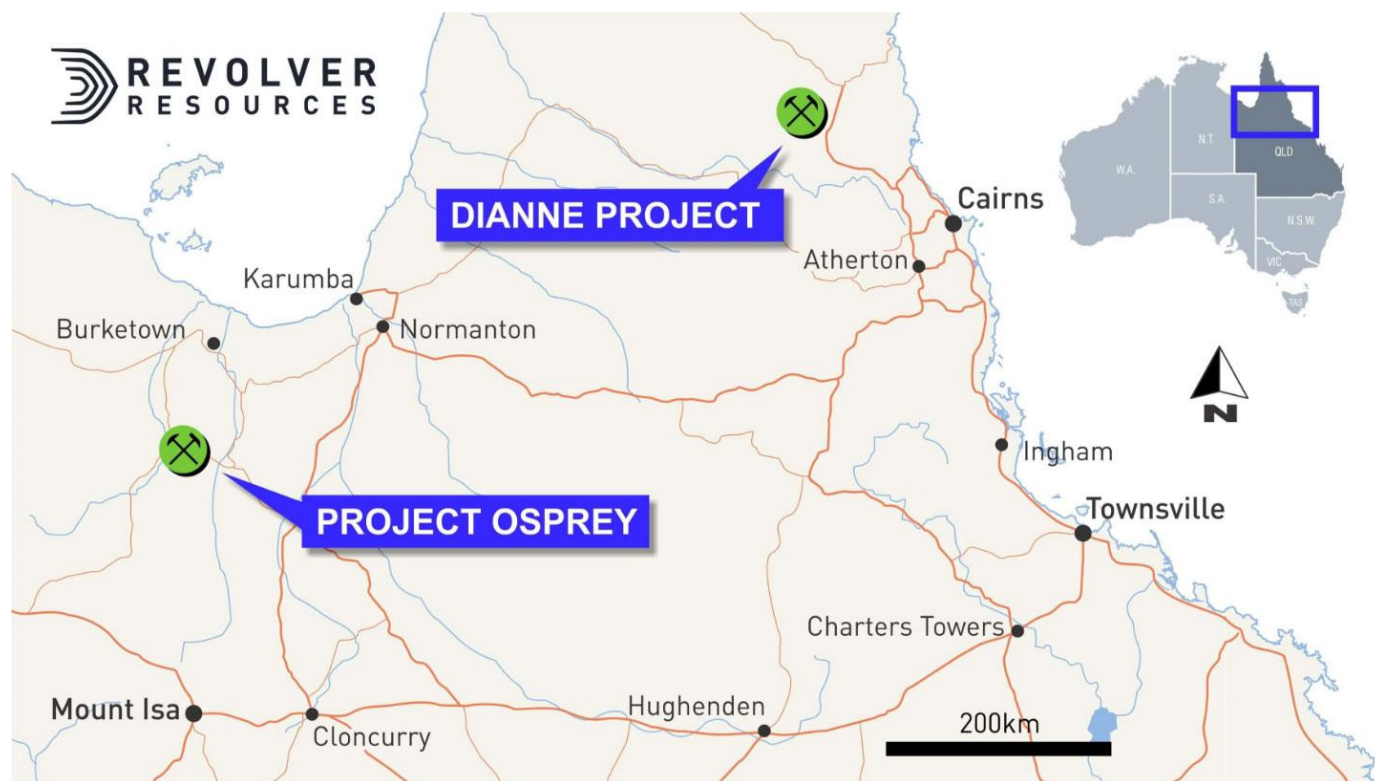 REVOLVER
RESOURCES
DIANNE PROJECT
Cairns
Atherton
Karumba
Burketown
Normanton
PROJECT OSPREY
Ingham
Townsville
Charters Towers
Mount Isa
Cloncurry
Hughenden
200km
N
W.A.
N.T.
QLD
S.A.
N.S.W.
VIC
TAS